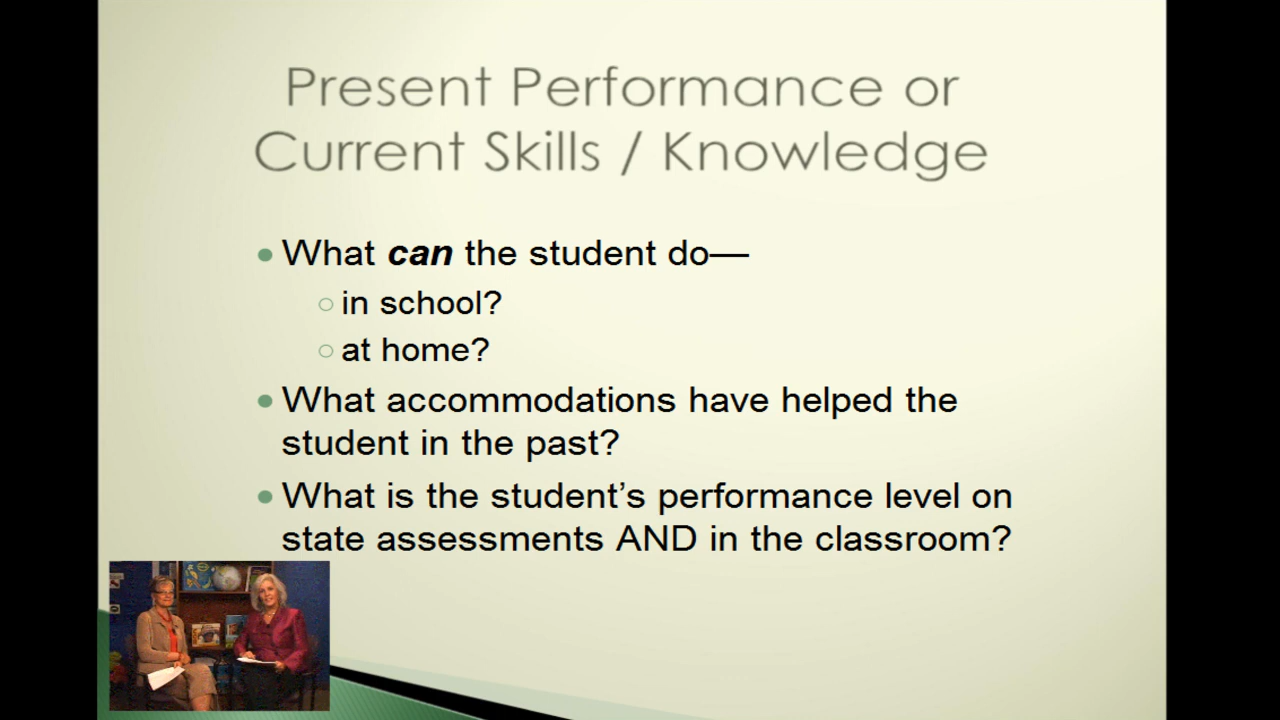 Present Performance or
Current Skills / Knowledge
What can the student do—
in school?
at home?
What accommodations have helped the
student in the past?
What is the student’s performance level on
state assessments AND in the classroom?